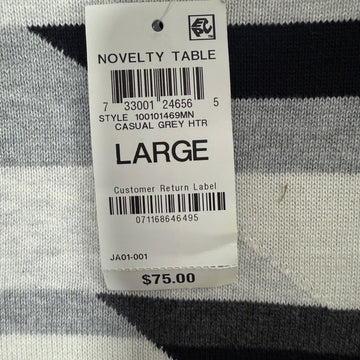 NOVELTY TABLE
7 33001 24656 5
STYLE 100101469MN
CASUAL GREY HTR
LARGE
Customer Return Label
071168646495
JA01-001
$75.00